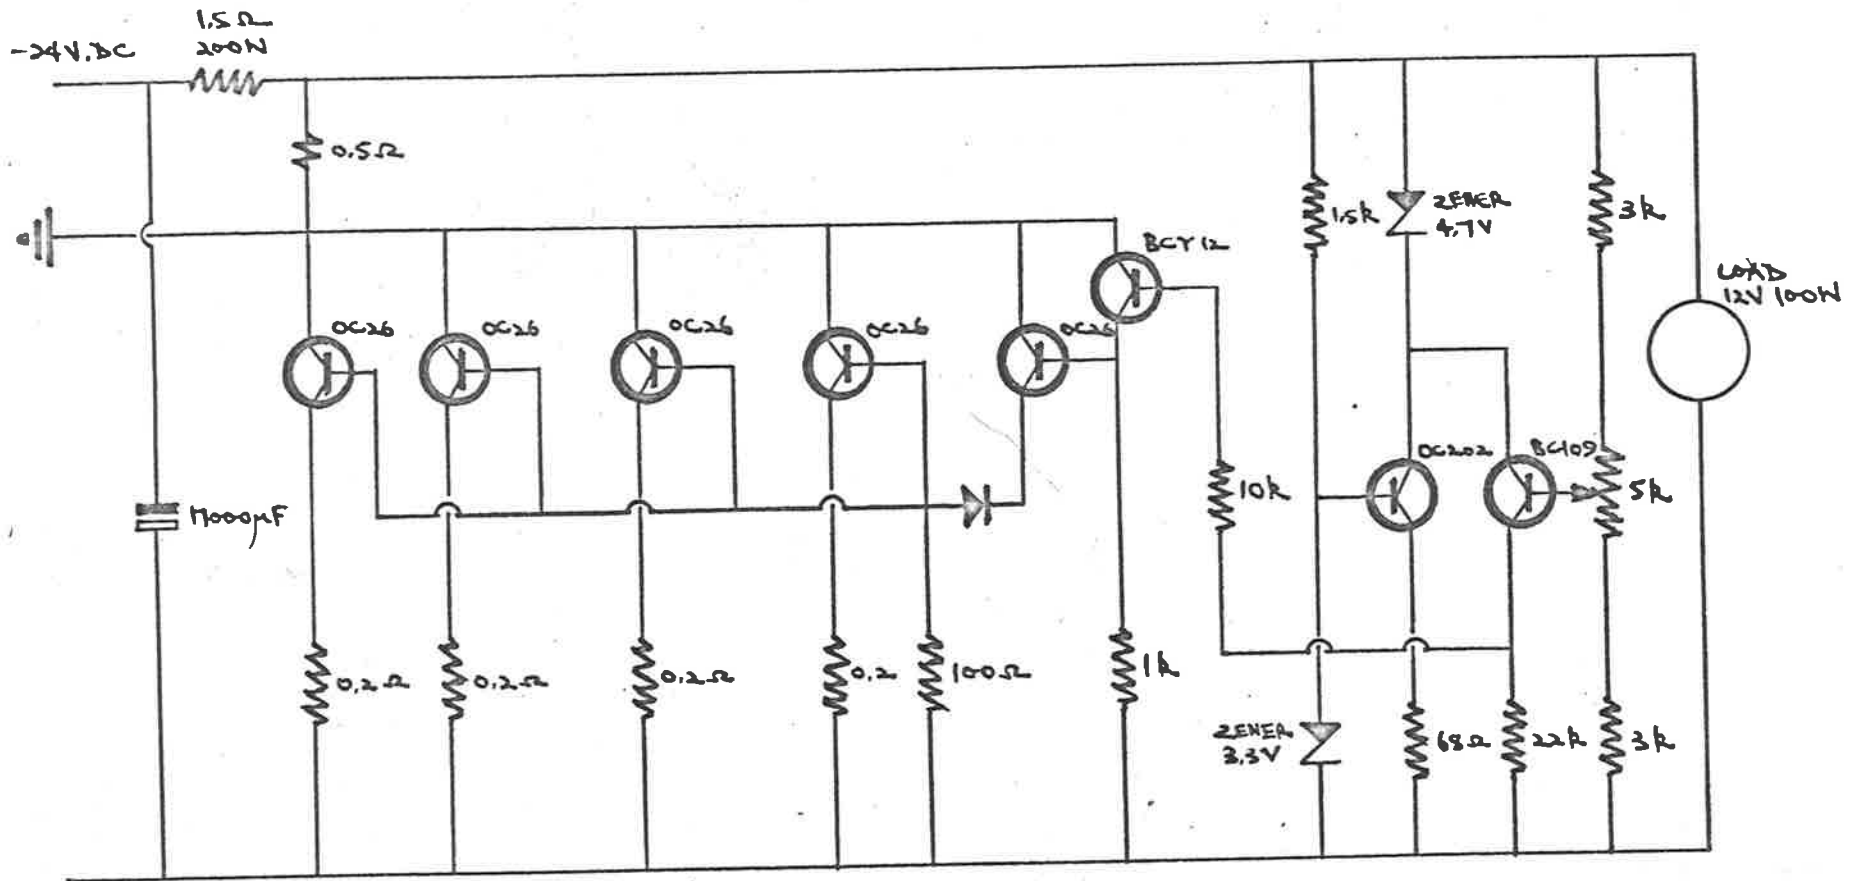 -24V.DC
1.5Ω
200W
0.5Ω
BCY12
1.5k
ZENER
4.7V
3k
LOAD
12V 100W
OC26
OC26
OC26
OC26
OC26
OC202
BC109
10k
5k
0.2Ω
0.2Ω
0.2Ω
0.2
100Ω
1k
ZENER
3.3V
68Ω
22k
3k